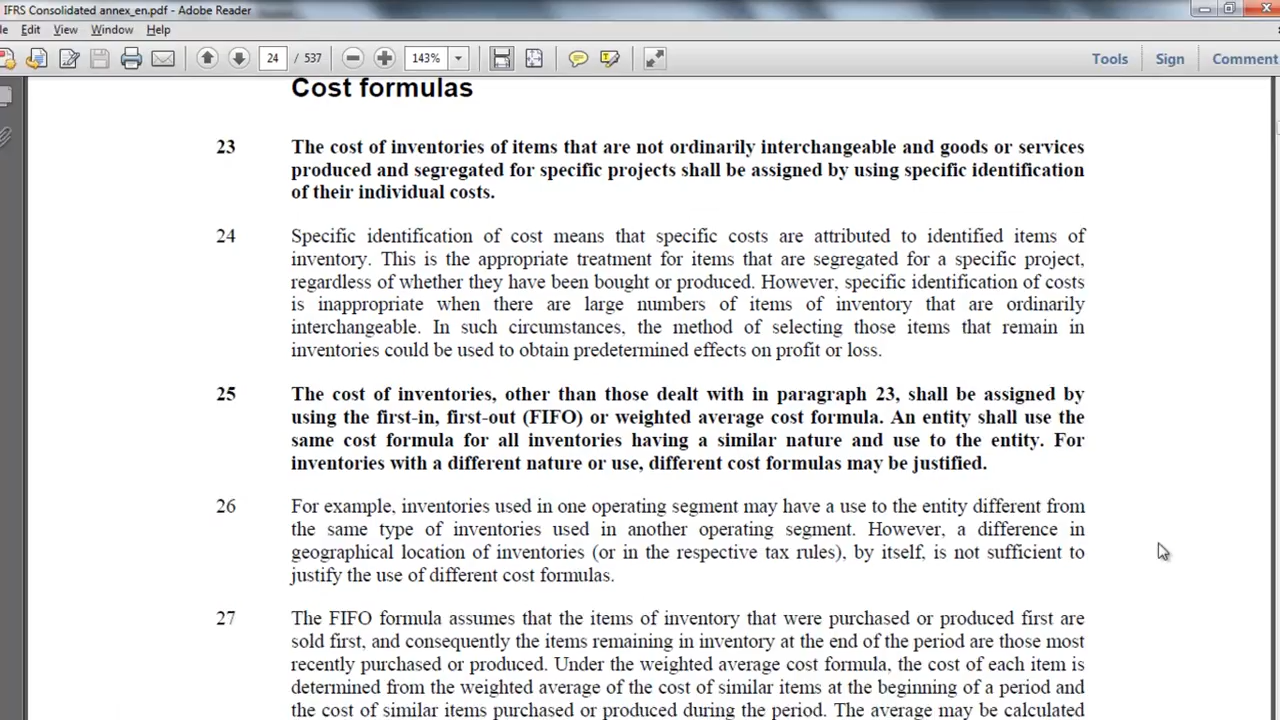 IFRS Consolidated annex_en.pdf - Adobe Reader
Edit View Window Help
24 / 537 143% Tools Sign Comment
Cost formulas
23 The cost of inventories of items that are not ordinarily interchangeable and goods or services
produced and segregated for specific projects shall be assigned by using specific identification
of their individual costs.
24 Specific identification of cost means that specific costs are attributed to identified items of
inventory. This is the appropriate treatment for items that are segregated for a specific project,
regardless of whether they have been bought or produced. However, specific identification of costs
is inappropriate when there are large numbers of items of inventory that are ordinarily
interchangeable. In such circumstances, the method of selecting those items that remain in
inventories could be used to obtain predetermined effects on profit or loss.
25 The cost of inventories, other than those dealt with in paragraph 23, shall be assigned by
using the first-in, first-out (FIFO) or weighted average cost formula. An entity shall use the
same cost formula for all inventories having a similar nature and use to the entity. For
inventories with a different nature or use, different cost formulas may be justified.
26 For example, inventories used in one operating segment may have a use to the entity different from
the same type of inventories used in another operating segment. However, a difference in
geographical location of inventories (or in the respective tax rules), by itself, is not sufficient to
justify the use of different cost formulas.
27 The FIFO formula assumes that the items of inventory that were purchased or produced first are
sold first, and consequently the items remaining in inventory at the end of the period are those most
recently purchased or produced. Under the weighted average cost formula, the cost of each item is
determined from the weighted average of the cost of similar items at the beginning of a period and
the cost of similar items purchased or produced during the period. The average may be calculated